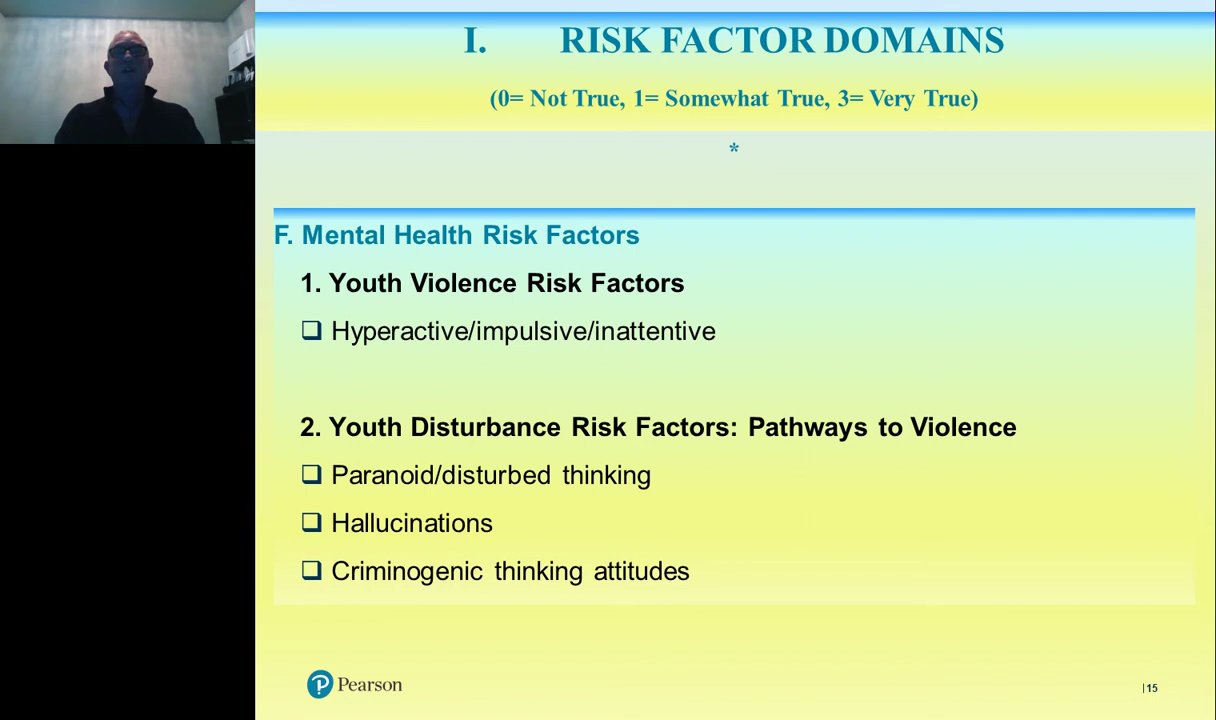 I. RISK FACTOR DOMAINS
(0= Not True, 1= Somewhat True, 3= Very True)
*
F. Mental Health Risk Factors
1. Youth Violence Risk Factors
❑ Hyperactive/impulsive/inattentive
2. Youth Disturbance Risk Factors: Pathways to Violence
❑ Paranoid/disturbed thinking
❑ Hallucinations
❑ Criminogenic thinking attitudes
P Pearson
| 15